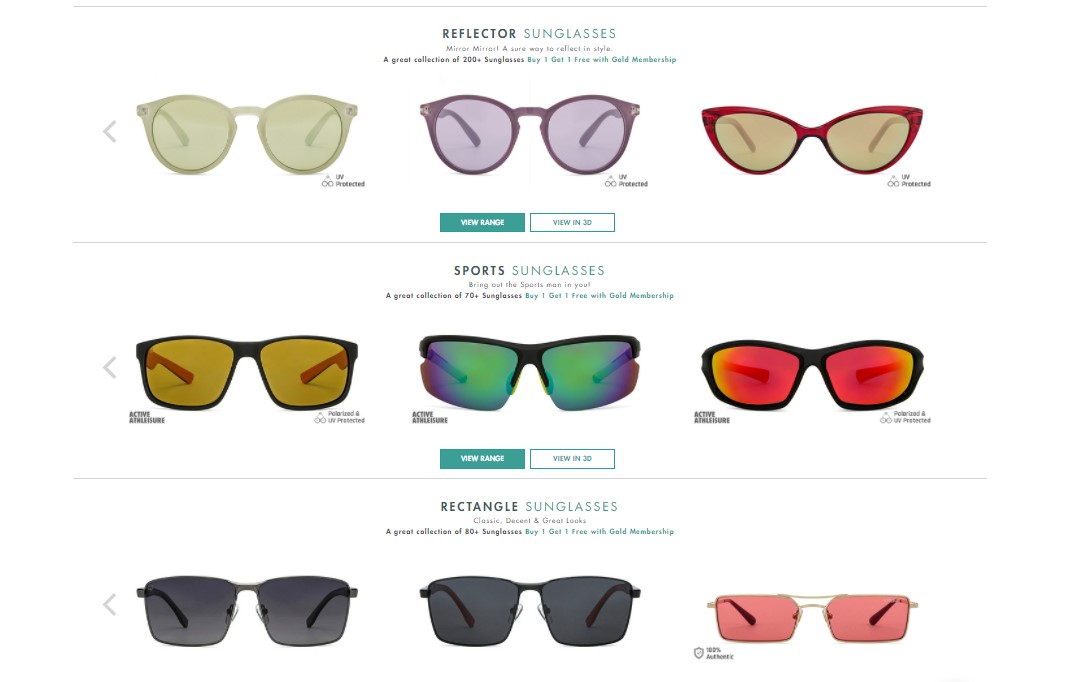 REFLECTOR SUNGLASSES
Mirror Mirror! A sure way to reflect in style.
A great collection of 200+ Sunglasses Buy 1 Get 1 Free with Gold Membership
UV
Protected
UV
Protected
UV
Protected
VIEW RANGE
VIEW IN 3D
SPORTS SUNGLASSES
Bring out the Sports man in you!
A great collection of 70+ Sunglasses Buy 1 Get 1 Free with Gold Membership
ACTIVE
ATHLEISURE
Polarized &
UV Protected
ACTIVE
ATHLEISURE
ACTIVE
ATHLEISURE
Polarized &
UV Protected
VIEW RANGE
VIEW IN 3D
RECTANGLE SUNGLASSES
Classic, Decent & Great Looks
A great collection of 80+ Sunglasses Buy 1 Get 1 Free with Gold Membership
100%
Authentic